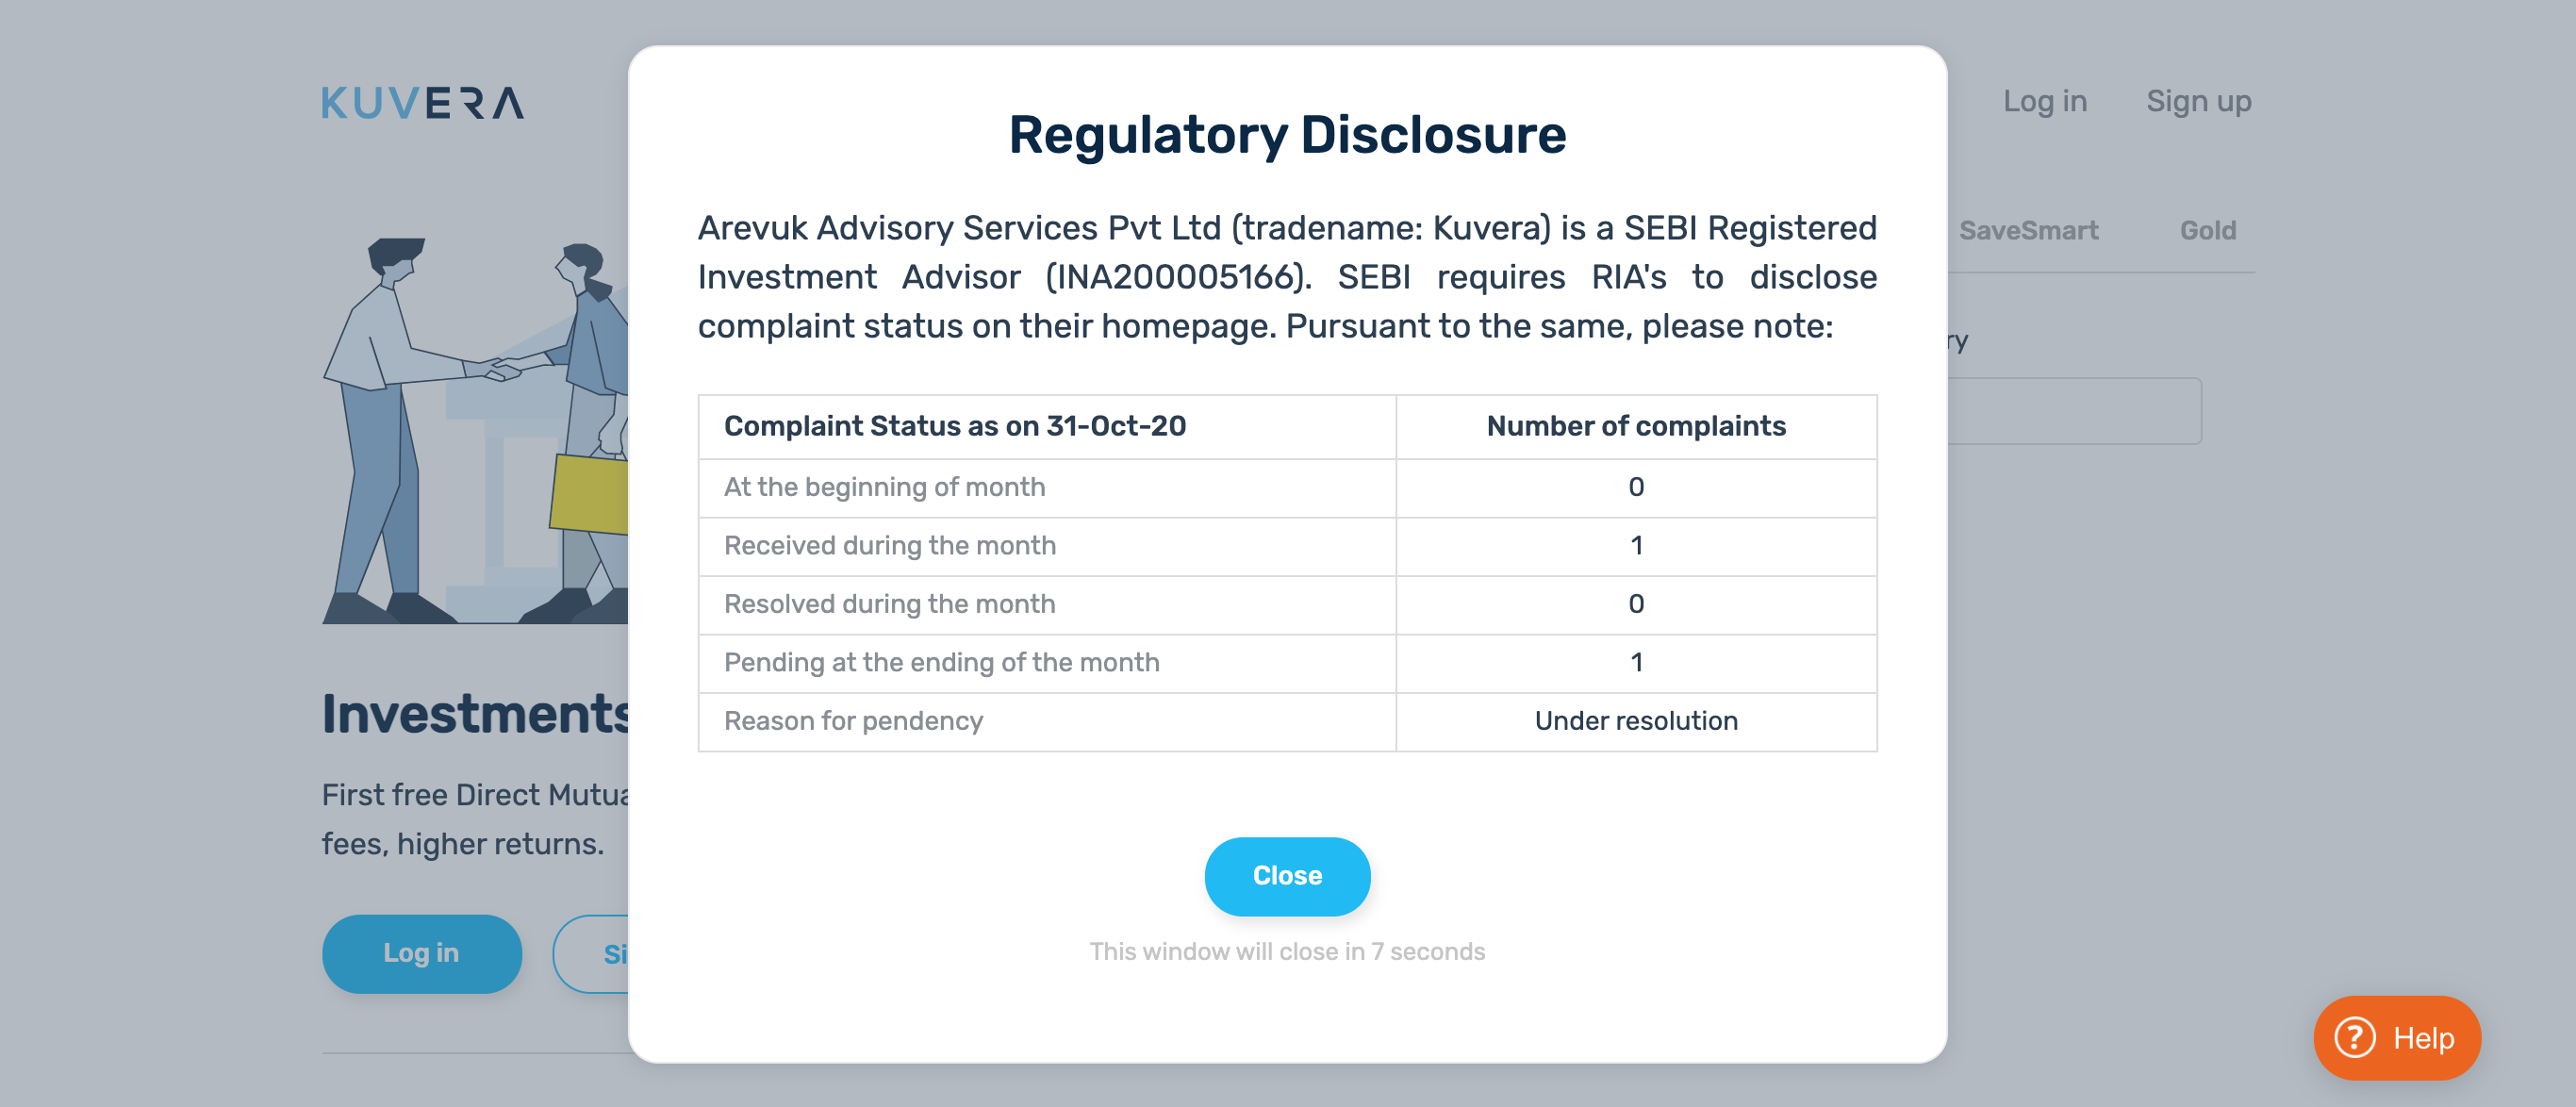 KUVERA
Log in
Sign up
SaveSmart
Gold
Regulatory Disclosure
Arevuk Advisory Services Pvt Ltd (tradename: Kuvera) is a SEBI Registered
Investment Advisor (INA200005166). SEBI requires RIA's to disclose
complaint status on their homepage. Pursuant to the same, please note:
Complaint Status as on 31-Oct-20 Number of complaints
At the beginning of month 0
Received during the month 1
Resolved during the month 0
Pending at the ending of the month 1
Reason for pendency Under resolution
Close
This window will close in 7 seconds
Investments
First free Direct
fees, higher returns.
Log in
Help